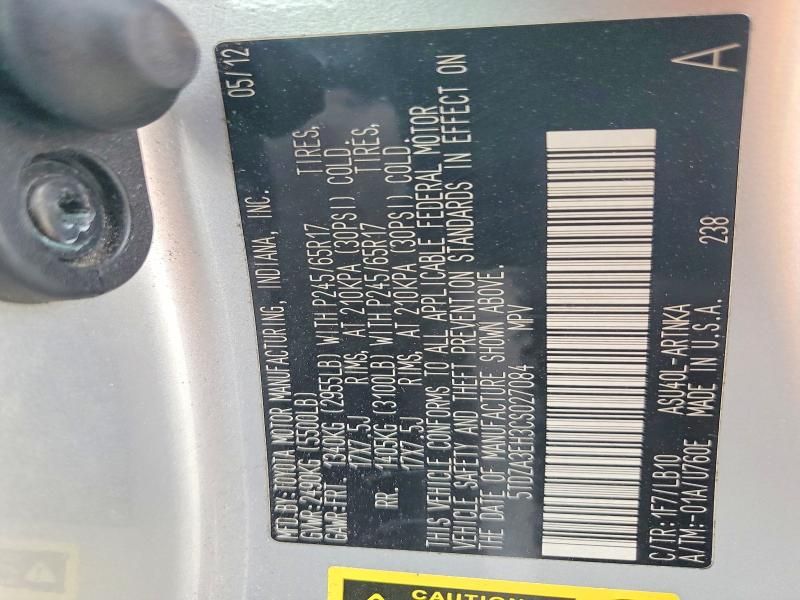 MFD.BY: TOYOTA MOTOR MANUFACTURING, INDIANA, INC. 05/12
GVWR: 2490KG (5500LB)
GAWR: FRT. 1340KG (2955LB) WITH P245/65R17 TIRES,
17X7.5J RIMS, AT 210KPA (30PSI) COLD.
RR. 1405KG (3100LB) WITH P245/65R17 TIRES,
17X7.5J RIMS, AT 210KPA (30PSI) COLD.
THIS VEHICLE CONFORMS TO ALL APPLICABLE FEDERAL MOTOR
VEHICLE SAFETY AND THEFT PREVENTION STANDARDS IN EFFECT ON
THE DATE OF MANUFACTURE SHOWN ABOVE.
5TDZA3EH3CS027084 MPV
C/TR: 1F7/LB10 ASU40L-ARTNKA 238 A
A/TM: -01A/U760E MADE IN U.S.A.
CAUTION